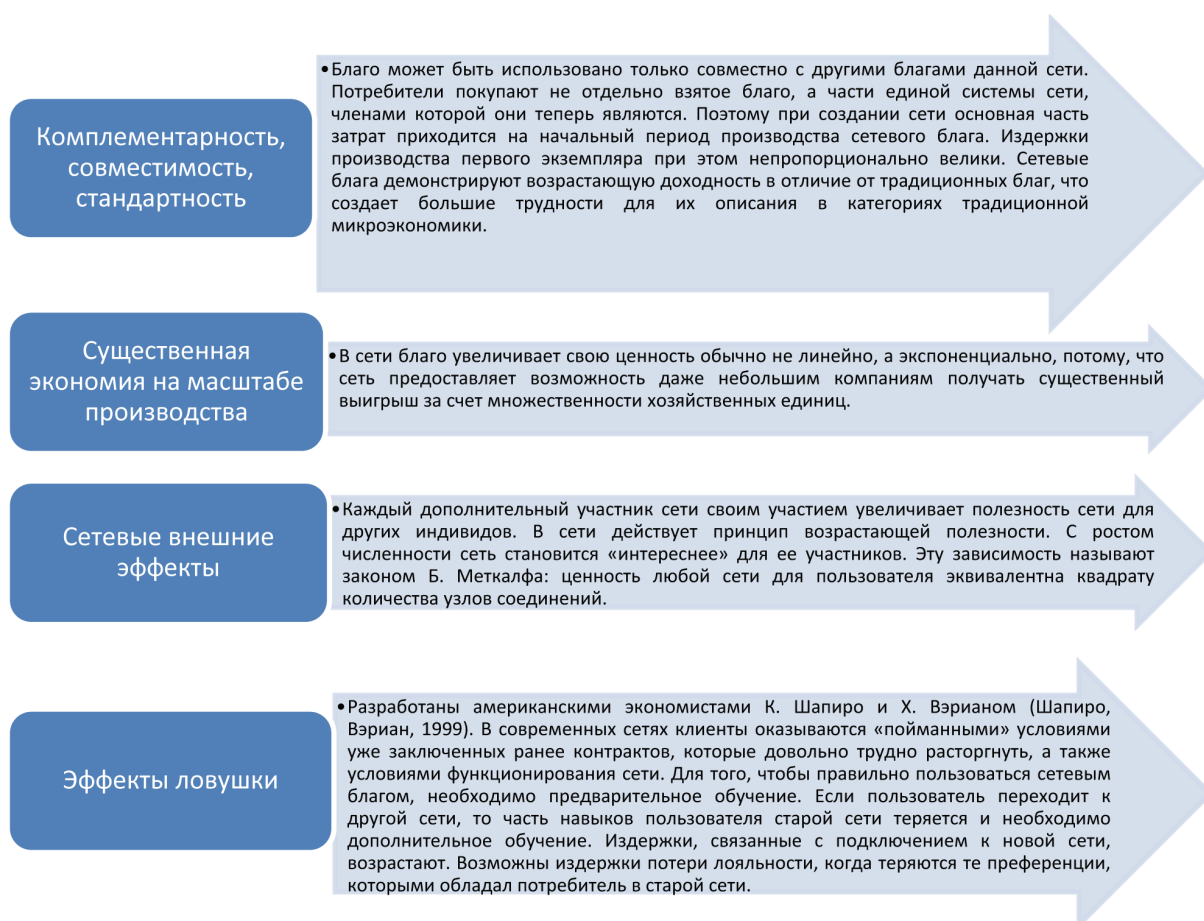 Комплементарность,
совместимость,
стандартность
•Благо может быть использовано только совместно с другими благами данной сети.
Потребители покупают не отдельно взятое благо, а части единой системы сети,
членами которой они теперь являются. Поэтому при создании сети основная часть
затрат приходится на начальный период производства сетевого блага. Издержки
производства первого экземпляра при этом непропорционально велики. Сетевые
блага демонстрируют возрастающую доходность в отличие от традиционных благ, что
создает большие трудности для их описания в категориях традиционной
микроэкономики.
Существенная
экономия на масштабе
производства
•В сети благо увеличивает свою ценность обычно не линейно, а экспоненциально, потому, что
сеть предоставляет возможность даже небольшим компаниям получать существенный
выигрыш за счет множественности хозяйственных единиц.
Сетевые внешние
эффекты
•Каждый дополнительный участник сети своим участием увеличивает полезность сети для
других индивидов. В сети действует принцип возрастающей полезности. С ростом
численности сеть становится «интереснее» для ее участников. Эту зависимость называют
законом Б. Меткалфа: ценность любой сети для пользователя эквивалентна квадрату
количества узлов соединений.
Эффекты ловушки
•Разработаны американскими экономистами К. Шапиро и Х. Вэрианом (Шапиро,
Вэриан, 1999). В современных сетях клиенты оказываются «пойманными» условиями
уже заключенных ранее контрактов, которые довольно трудно расторгнуть, а также
условиями функционирования сети. Для того, чтобы правильно пользоваться сетевым
благом, необходимо предварительное обучение. Если пользователь переходит к
другой сети, то часть навыков пользователя старой сети теряется и необходимо
дополнительное обучение. Издержки, связанные с подключением к новой сети,
возрастают. Возможны издержки потери лояльности, когда теряются те преференции,
которыми обладал потребитель в старой сети.